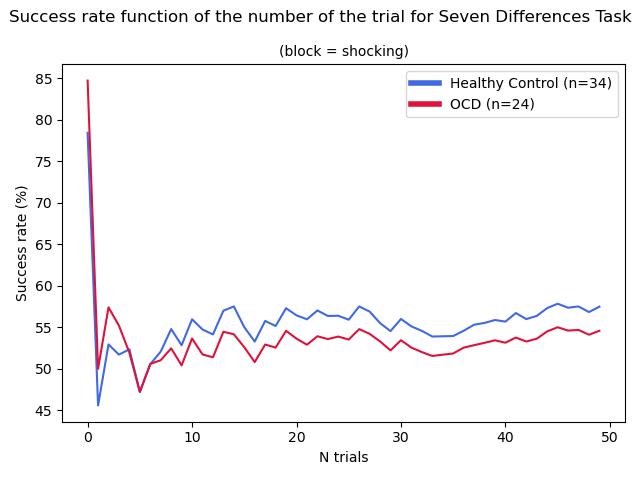 Success rate function of the number of the trial for Seven Differences Task
(block = shocking)
Healthy Control (n=34)
OCD (n=24)
Success rate (%)
85
80
75
70
65
60
55
50
45
0 10 20 30 40 50
N trials